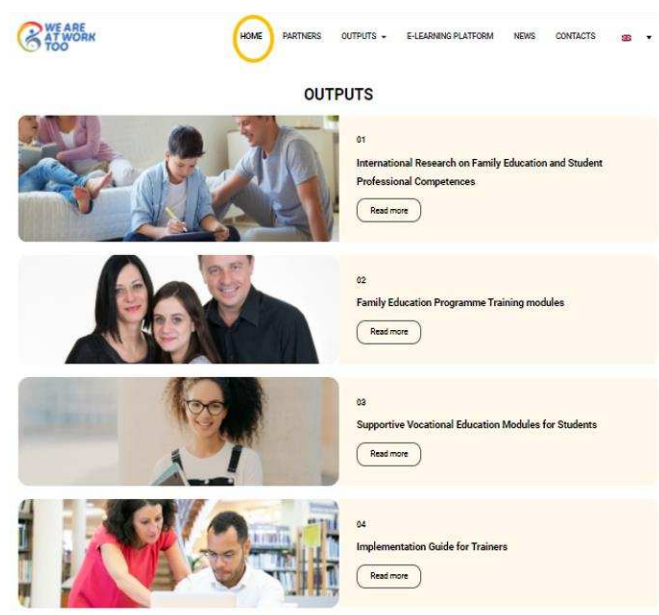 WE ARE
AT WORK
TOO
HOME PARTNERS OUTPUTS E-LEARNING PLATFORM NEWS CONTACTS
OUTPUTS
01
International Research on Family Education and Student
Professional Competences
Read more
02
Family Education Programme Training modules
Read more
03
Supportive Vocational Education Modules for Students
Read more
04
Implementation Guide for Trainers
Read more